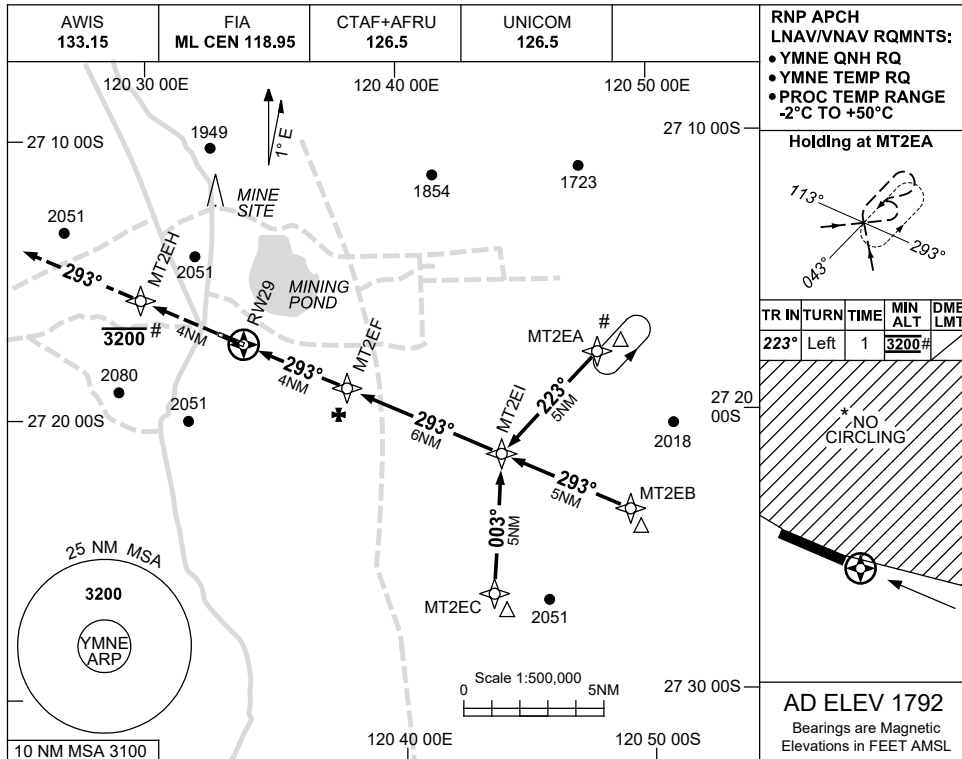 AWIS
133.15
FIA
ML CEN 118.95
CTAF+AFRU
126.5
UNICOM
126.5
RNP APCH
LNAV/VNAV RQMNTS:
• YMNE QNH RQ
• YMNE TEMP RQ
• PROC TEMP RANGE
-2°C TO +50°C
120 30 00E
120 40 00E
120 50 00E
27 10 00S
27 10 00S
1949
1° E
1854
1723
MINE
SITE
2051
MT2EH
2051
293°
RW29
MINING
POND
3200 #
4NM
MT2EF
293°
4NM
MT2EA
#
223°
5NM
MT2EI
2080
2051
27 20 00S
27 20
00S
293°
6NM
2018
293°
5NM
MT2EB
003°
5NM
MT2EC
2051
25 NM MSA
3200
YMNE
ARP
Scale 1:500,000
0
5NM
27 30 00S
10 NM MSA 3100
120 40 00E
120 50 00E
Holding at MT2EA
113°
293°
043°
TR IN
TURN
TIME
MIN
ALT
DME
LMT
223°
Left
1
3200#
* NO
CIRCLING
AD ELEV 1792
Bearings are Magnetic
Elevations in FEET AMSL